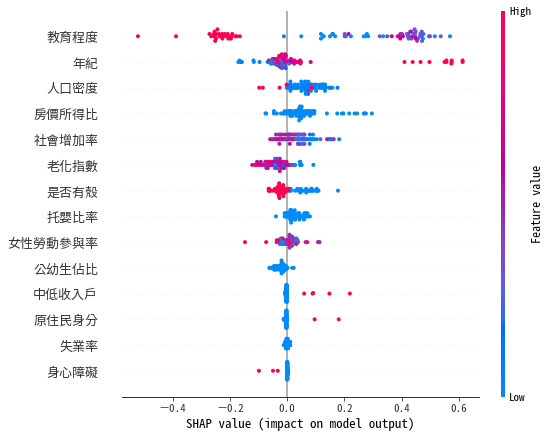 High
教育程度
年紀
人口密度
房價所得比
社會增加率
老化指數
是否有殼
托嬰比率
女性勞動參與率
公幼生佔比
中低收入戶
原住民身分
失業率
身心障礙
Feature value
Low
−0.4 −0.2 0.0 0.2 0.4 0.6
SHAP value (impact on model output)